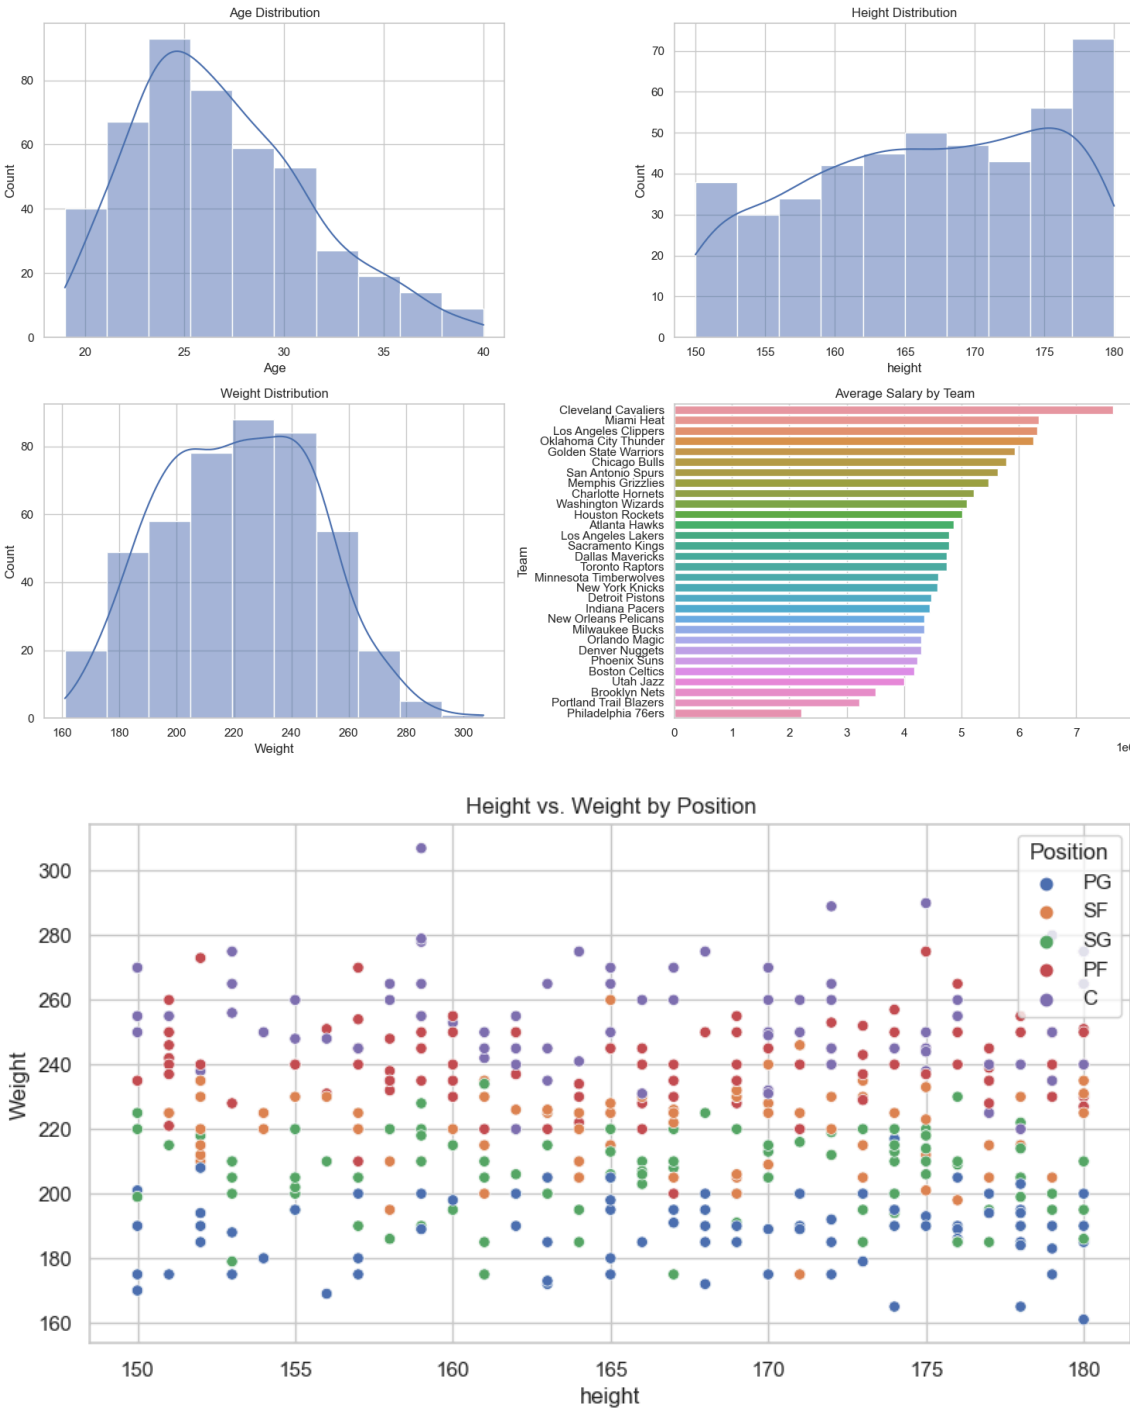 Age Distribution
80
60
40
20
0
20 25 30 35 40
Count
Age
Height Distribution
70
60
50
40
30
20
10
0
150 155 160 165 170 175 180
Count
height
Weight Distribution
80
60
40
20
0
160 180 200 220 240 260 280 300
Count
Weight
Average Salary by Team
Cleveland Cavaliers
Miami Heat
Los Angeles Clippers
Oklahoma City Thunder
Golden State Warriors
Chicago Bulls
San Antonio Spurs
Memphis Grizzlies
Charlotte Hornets
Washington Wizards
Houston Rockets
Atlanta Hawks
Los Angeles Lakers
Sacramento Kings
Dallas Mavericks
Toronto Raptors
Minnesota Timberwolves
New York Knicks
Detroit Pistons
Indiana Pacers
New Orleans Pelicans
Milwaukee Bucks
Orlando Magic
Denver Nuggets
Phoenix Suns
Boston Celtics
Utah Jazz
Brooklyn Nets
Portland Trail Blazers
Philadelphia 76ers
Team
0 1 2 3 4 5 6 7
Height vs. Weight by Position
300
280
260
240
220
200
180
160
Weight
Position
PG
SF
SG
PF
C
150 155 160 165 170 175 180
height